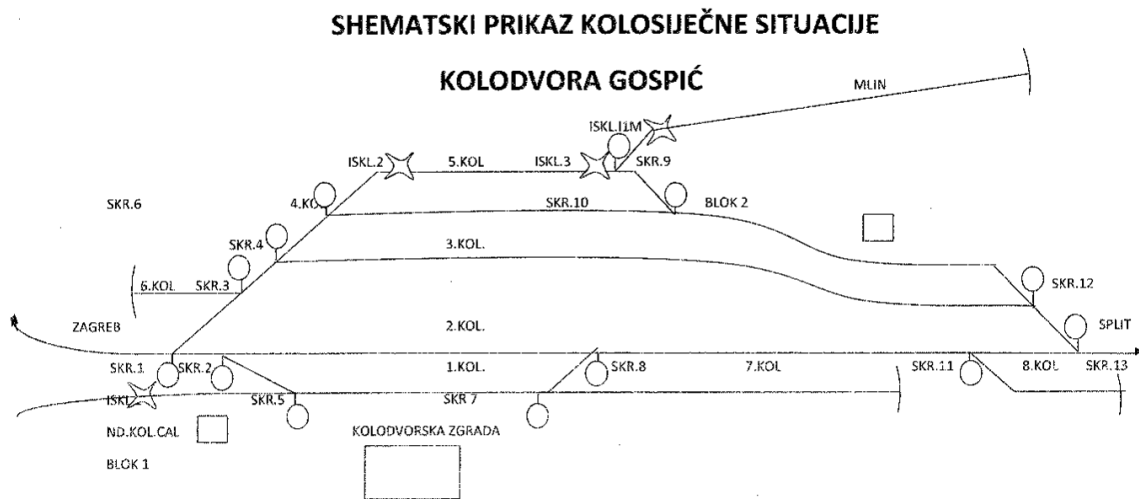 SHEMATSKI PRIKAZ KOLOSIJEČNE SITUACIJE
KOLODVORA GOSPIĆ
MLIN
ISKL.I1M
ISKL.2
5.KOL
ISKL.3
SKR.9
SKR.6
SKR.10
BLOK 2
SKR.4
3.KOL.
6.KOL
SKR.3
SKR.12
ZAGREB
2.KOL.
SPLIT
SKR.1
SKR.2
1.KOL.
SKR.8
7.KOL
SKR.11
8.KOL
SKR.13
SKR.5
SKR 7
ND.KOL.CAL
KOLODVORSKA ZGRADA
BLOK 1